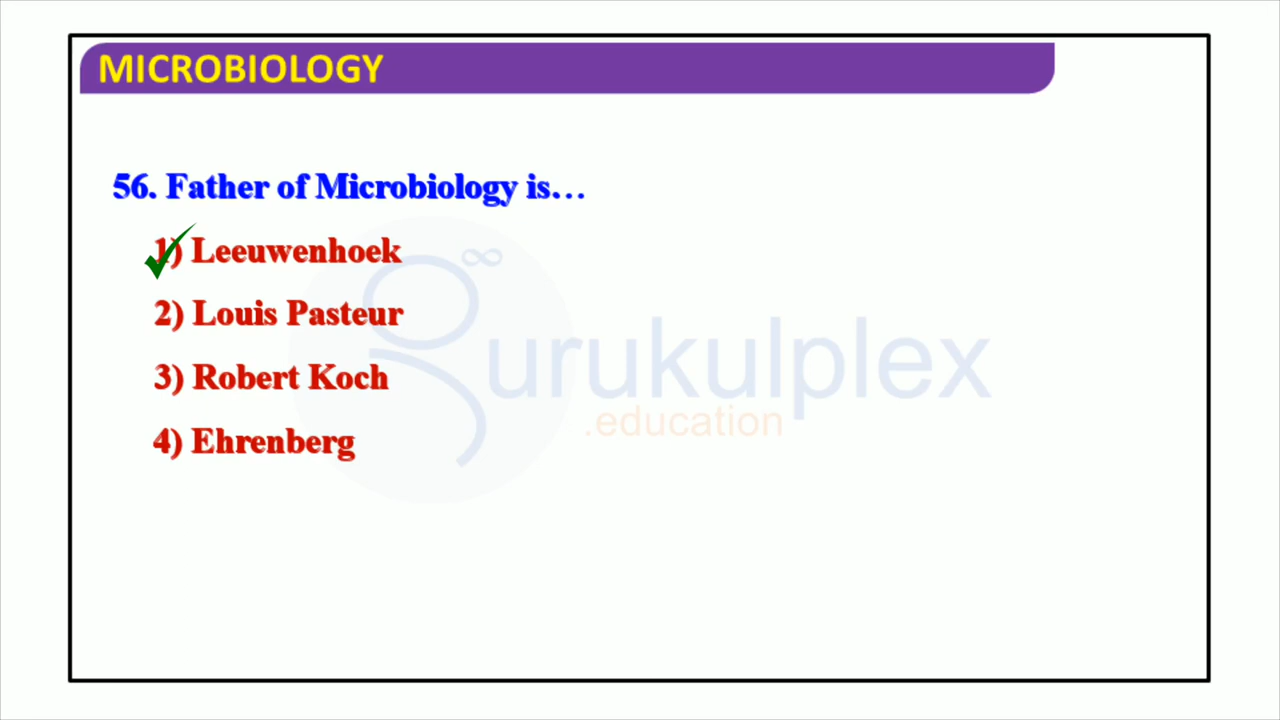 MICROBIOLOGY
56. Father of Microbiology is...
1) Leeuwenhoek
2) Louis Pasteur
3) Robert Koch
4) Ehrenberg
gurukulplex
.education